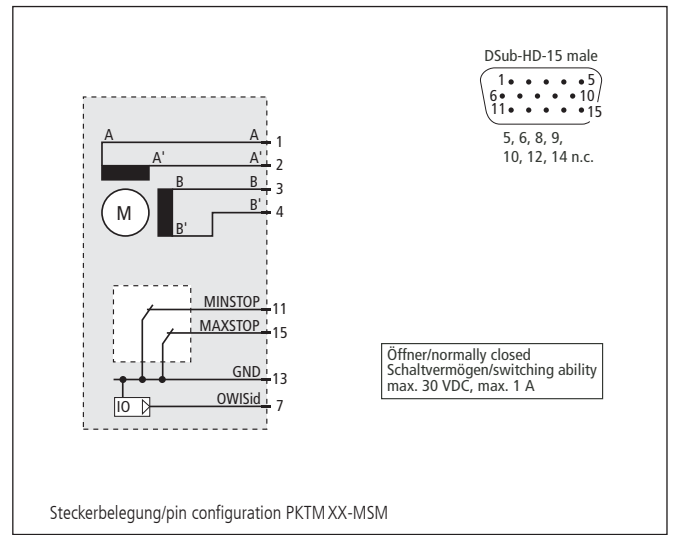 DSub-HD-15 male
1 5
6 10
11 15
5, 6, 8, 9,
10, 12, 14 n.c.
A A 1
A' A' 2
B B 3
M B' 4
B'
MINSTOP 11
MAXSTOP 15
GND 13
IO OWISid 7
Öffner/normally closed
Schaltvermögen/switching ability
max. 30 VDC, max. 1 A
Steckerbelegung/pin configuration PKTM XX-MSM